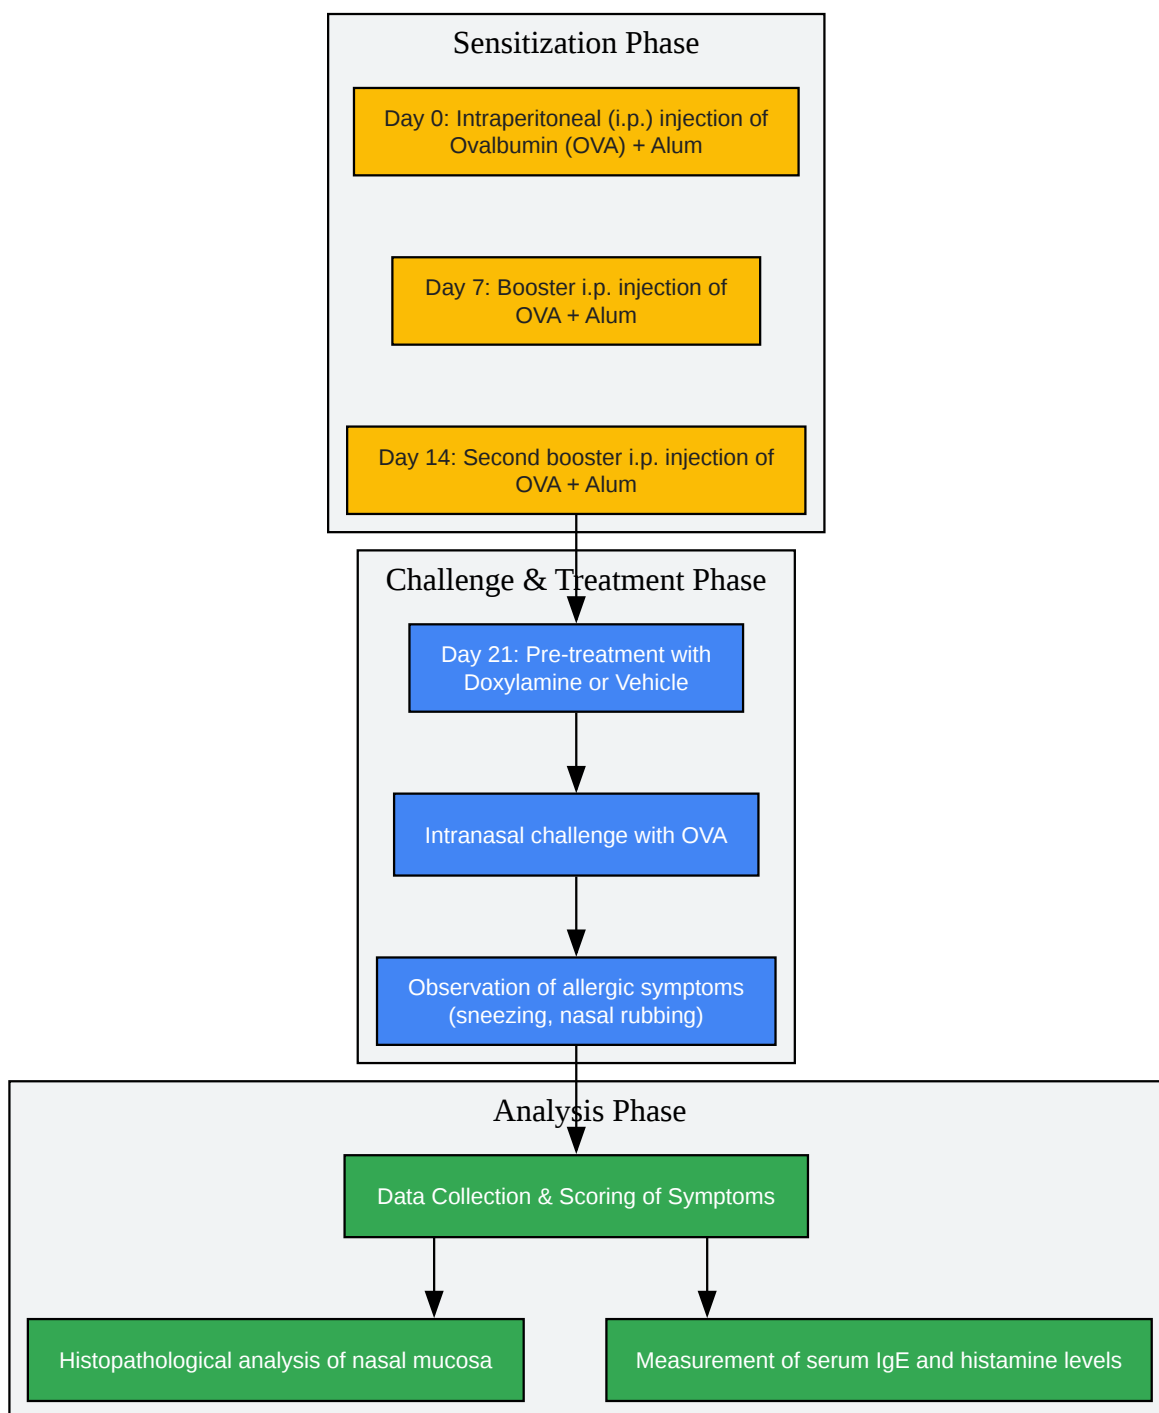 Sensitization Phase
Day 0: Intraperitoneal (i.p.) injection of
Ovalbumin (OVA) + Alum
Day 7: Booster i.p. injection of
OVA + Alum
Day 14: Second booster i.p. injection of
OVA + Alum
Challenge & Treatment Phase
Day 21: Pre-treatment with
Doxylamine or Vehicle
Intranasal challenge with OVA
Observation of allergic symptoms
(sneezing, nasal rubbing)
Analysis Phase
Data Collection & Scoring of Symptoms
Histopathological analysis of nasal mucosa
Measurement of serum IgE and histamine levels